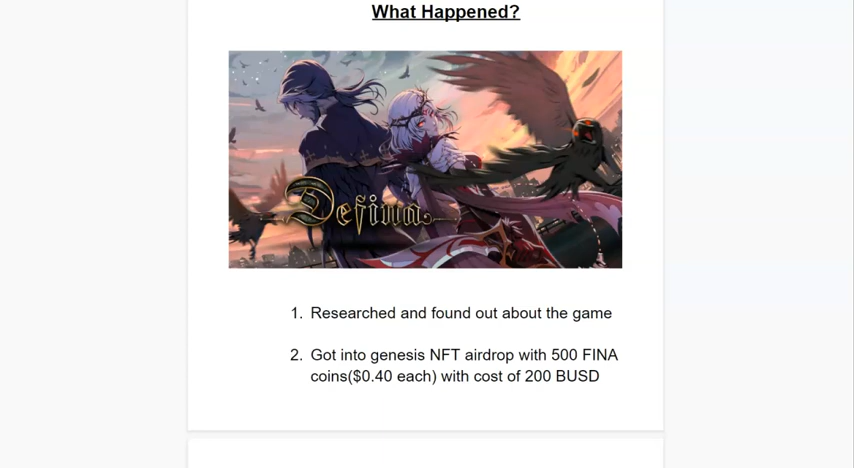 What Happened?
Defina
1. Researched and found out about the game
2. Got into genesis NFT airdrop with 500 FINA
coins($0.40 each) with cost of 200 BUSD